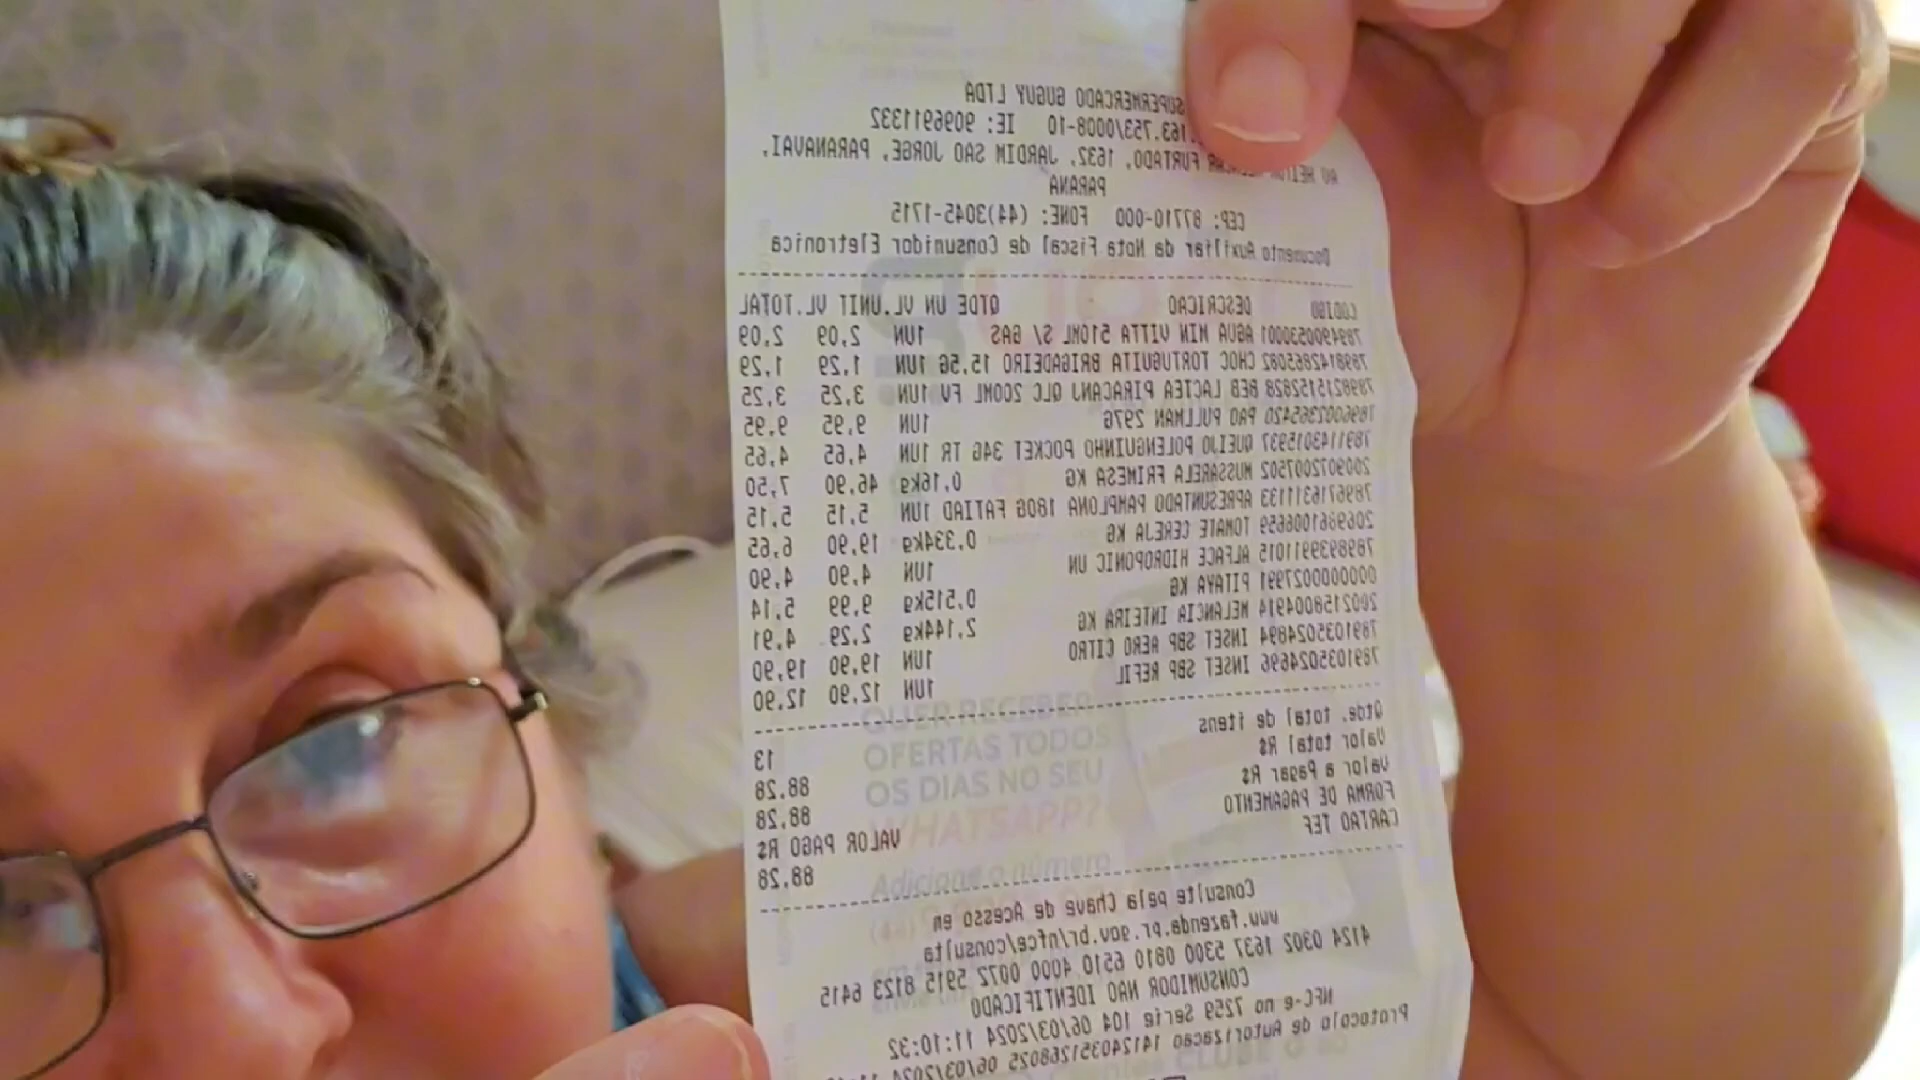 SUPERMERCADO GUGUY LTDA
.163.753/0008-10 IE: 9096911332
AV HEITOR FURTADO, 1632, JARDIM SAO JORGE, PARANAVAI,
PARANA
CEP: 87710-000 FONE: (44)3045-1715
Documento Auxiliar da Nota Fiscal de Consumidor Eletronica
CODIGO DESCRICAO QTDE UN VL.UNIT VL.TOTAL
7894900530001 AGUA MIN VITTA 510ML S/ GAS 1UN 2,09 2,09
7898142865082 CHOC TORTUGUITA BRIGADEIRO 15,5G 1UN 1,29 1,29
7898215152828 BEB LACTEA PIRACANJ QLC 200ML FV 1UN 3,25 3,25
7896002365420 PAO PULLMAN 297G 1UN 9,95 9,95
7891143015937 QUEIJO POLENGUINHO POCKET 34G TR 1UN 4,65 4,65
2009072007502 MUSSARELA FRIMESA KG 0,16kg 46,90 7,50
7896716311133 APRESUNTADO PAMPLONA 180G FATIAD 1UN 5,15 5,15
2069861006659 TOMATE CEREJA KG 0,334kg 19,90 6,65
7898939911015 ALFACE HIDROPONIC UN 1UN 4,90 4,90
0000000027991 PITAYA KG 0,515kg 9,99 5,14
2002158004914 MELANCIA INTEIRA KG 2,144kg 2,29 4,91
7891035024894 INSET SBP AERO CITRO 1UN 19,90 19,90
7891035024696 INSET SBP REFIL 1UN 12,90 12,90
Qtde. total de itens 13
Valor total R$ 88,28
Valor a Pagar R$ 88,28
FORMA DE PAGAMENTO VALOR PAGO R$
CARTAO TEF 88,28
Consulte pela Chave de Acesso em
www.fazenda.pr.gov.br/nfce/consulta
4124 0302 1637 5300 0810 6510 4000 0072 5915 8123 6415
CONSUMIDOR NAO IDENTIFICADO
NFC-e no 7259 Serie 104 06/03/2024 11:10:32
Protocolo de Autorizacao 141240351268025 06/03/2024
QUER RECEBER
OFERTAS TODOS
OS DIAS NO SEU
WHATSAPP?
Adicione o número